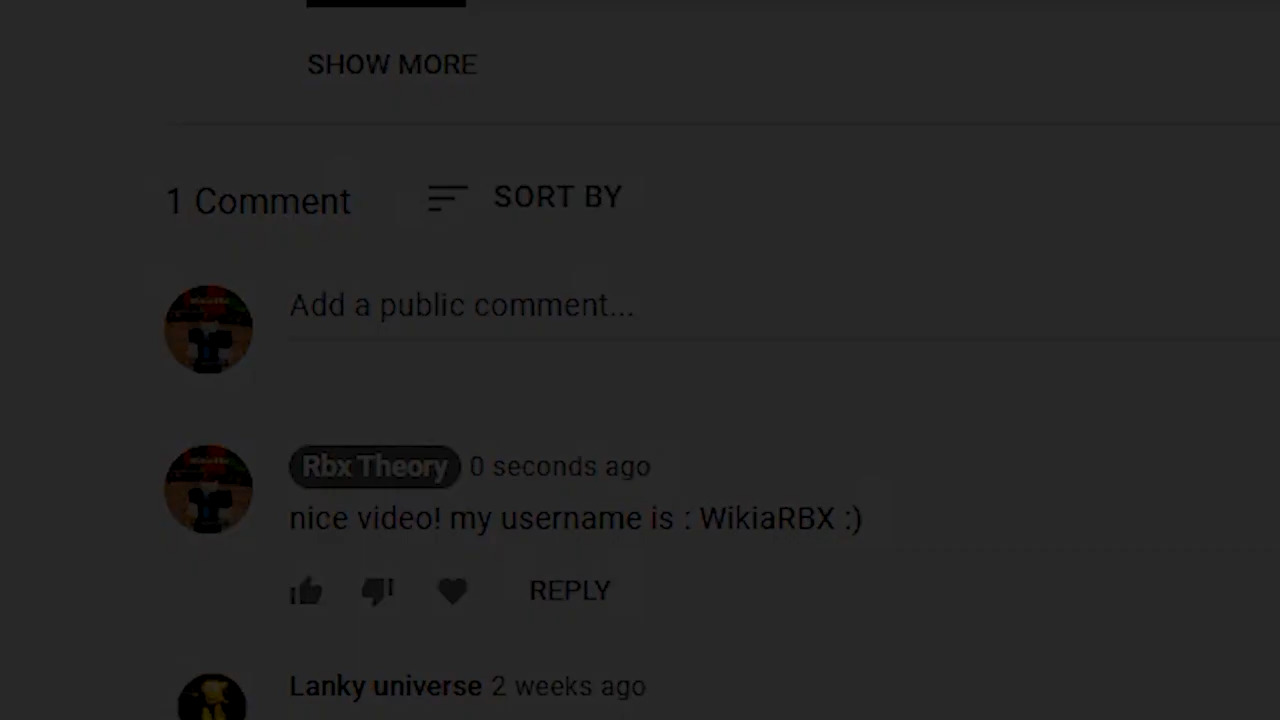 SHOW MORE
1 Comment
SORT BY
Add a public comment...
Rbx Theory 0 seconds ago
nice video! my username is : WikiaRBX :)
REPLY
Lanky universe 2 weeks ago